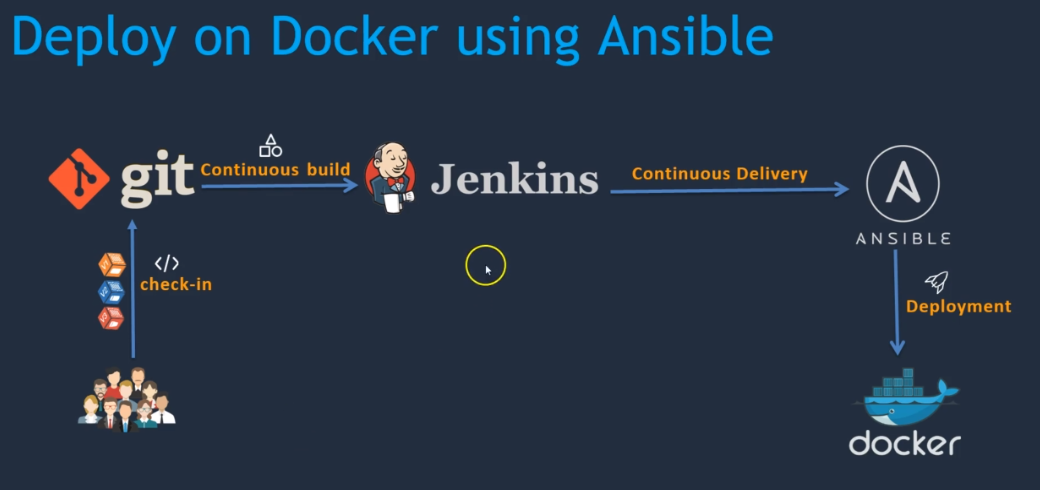 Deploy on Docker using Ansible
git
Continuous build
Jenkins
Continuous Delivery
ANSIBLE
</>
check-in
Deployment
docker